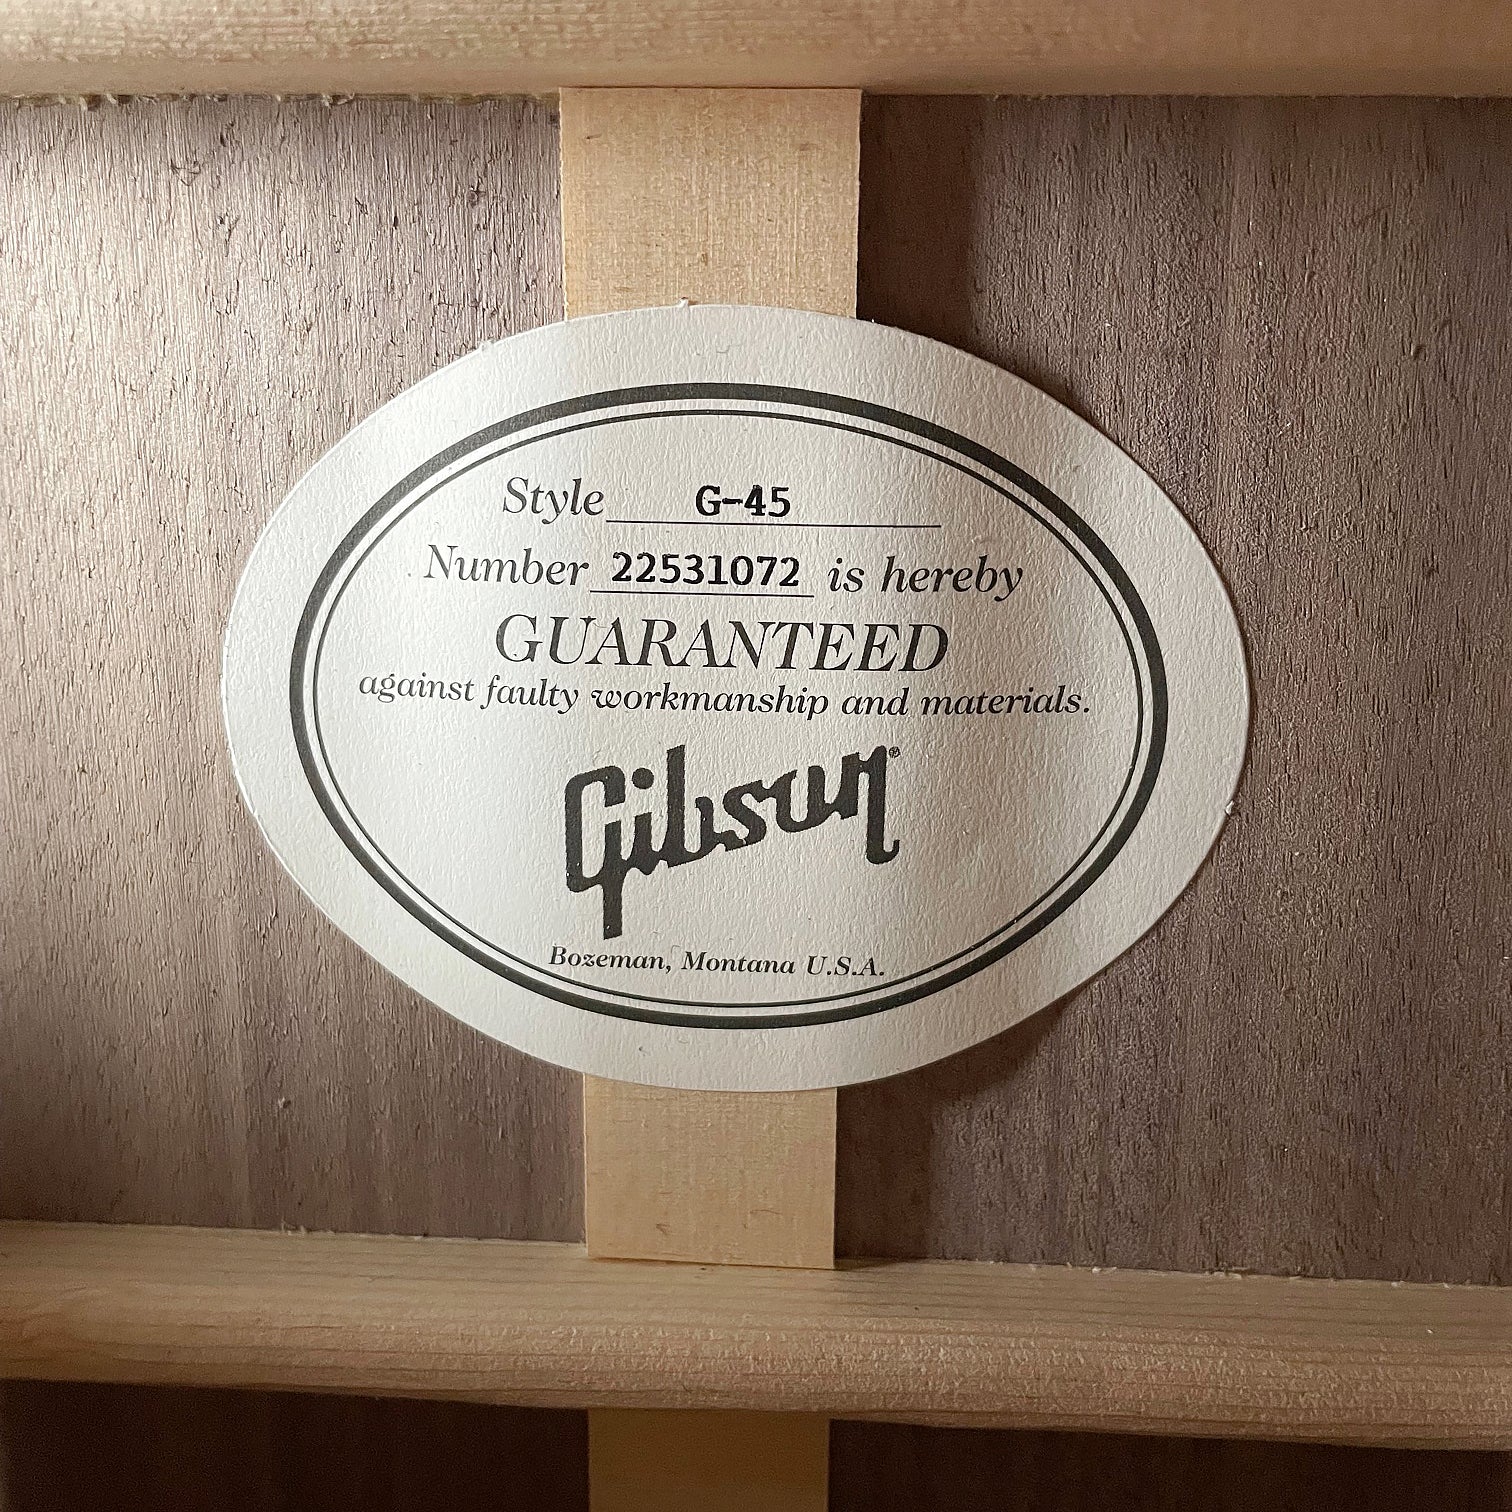 Style G-45
Number 22531072 is hereby
GUARANTEED
against faulty workmanship and materials.
Gibson®
Bozeman, Montana U.S.A.